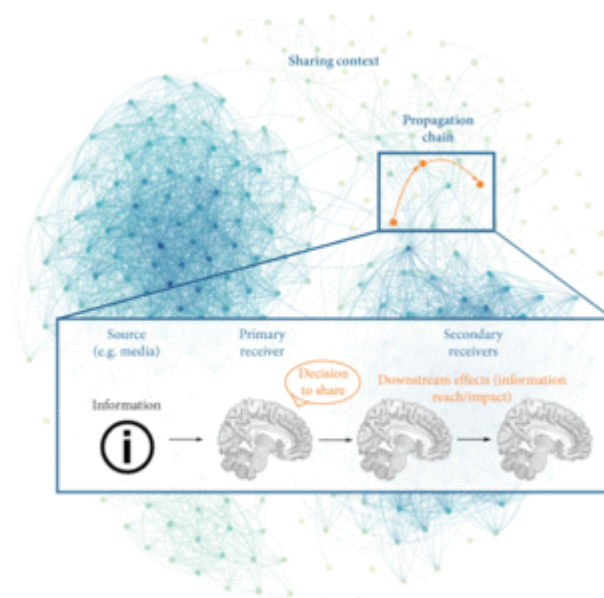 Sharing context
Propagation
chain
Source
(e.g. media)
Primary
receiver
Secondary
receivers
Decision
to share
Downstream effects (information
reach/impact)
Information
i